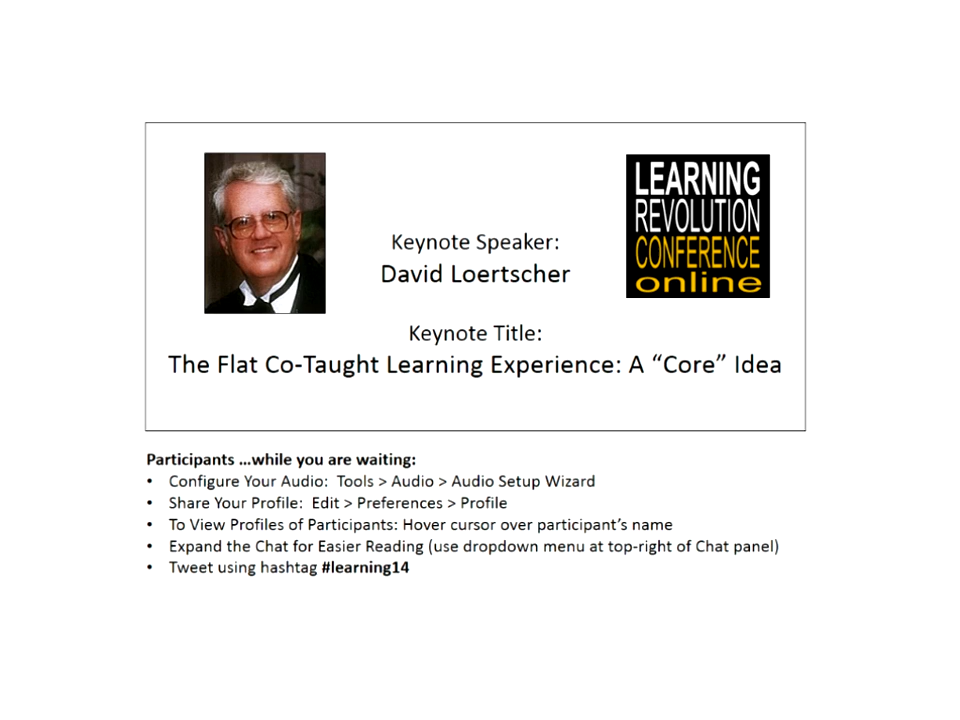 LEARNING
REVOLUTION
CONFERENCE
online
Keynote Speaker:
David Loertscher
Keynote Title:
The Flat Co-Taught Learning Experience: A “Core” Idea
Participants …while you are waiting:
• Configure Your Audio:  Tools > Audio > Audio Setup Wizard
• Share Your Profile:  Edit > Preferences > Profile
• To View Profiles of Participants: Hover cursor over participant’s name
• Expand the Chat for Easier Reading (use dropdown menu at top-right of Chat panel)
• Tweet using hashtag #learning14